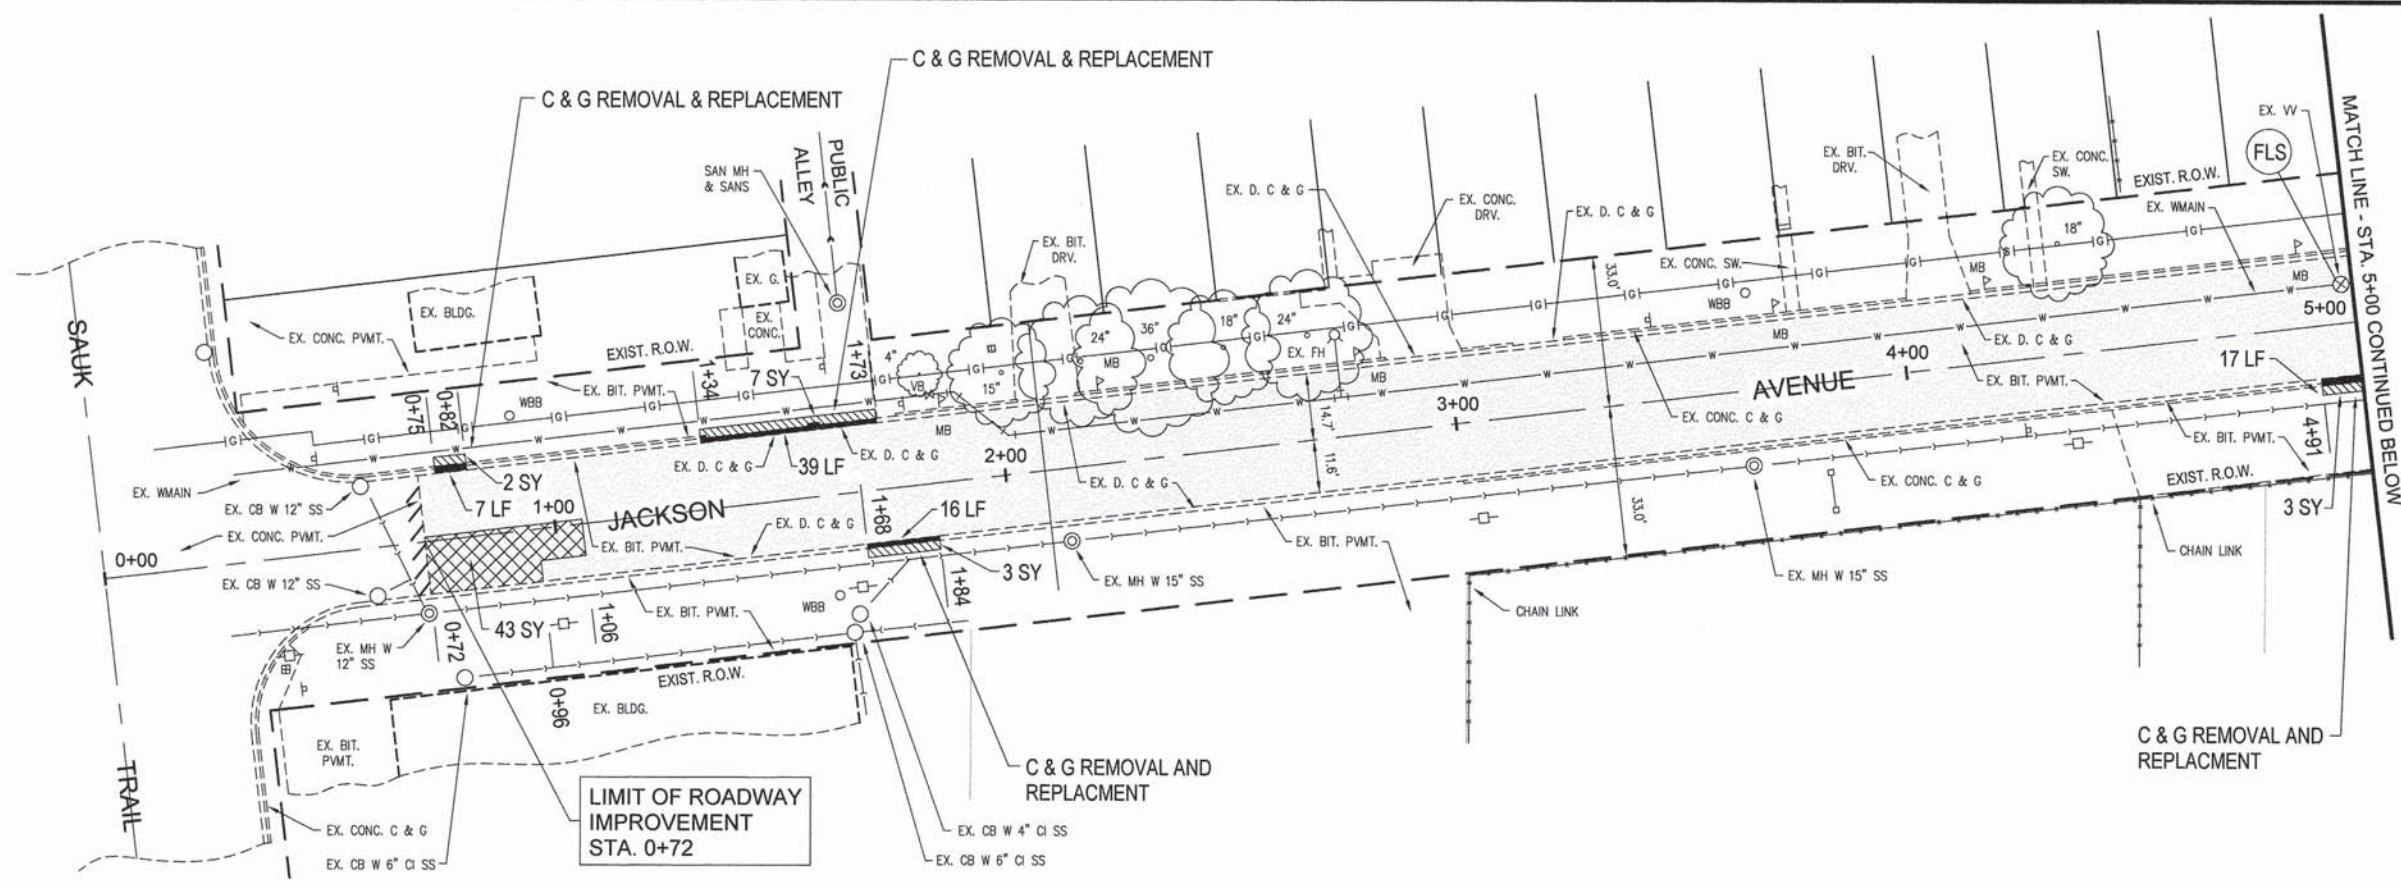 C & G REMOVAL & REPLACEMENT
C & G REMOVAL & REPLACEMENT
SAN MH
& SANS
PUBLIC
ALLEY
MATCH LINE - STA. 5+00 CONTINUED BELOW
EX. VV
FLS
EX. BIT.
DRV.
EX. CONC.
SW.
EXIST. R.O.W.
EX. WMAIN
EX. D. C & G
EX. CONC.
DRV.
EX. D. C & G
18"
EX. BIT.
DRV.
EX. G.
EX.
CONC.
EX. BLDG.
EX. CONC. PVMT.
EXIST. R.O.W.
EX. BIT. PVMT.
1+34
7 SY
1+73
4"
VB
15"
24"
MB
36"
18"
24"
EX. FH
MB
33.0'
EX. CONC. SW.
WBB
MB
MB
MB
5+00
EX. D. C & G
4+00
17 LF
EX. BIT. PVMT.
AVENUE
EX. CONC. C & G
3+00
14.7'
11.6'
33.0'
SAUK
TRAIL
0+75
0+82
WBB
EX. D. C & G
39 LF
EX. D. C & G
MB
2+00
EX. D. C & G
EX. WMAIN
EX. CB W 12" SS
2 SY
7 LF
1+00
JACKSON
EX. CONC. PVMT.
0+00
EX. CB W 12" SS
EX. BIT. PVMT.
EX. D. C & G
1+68
16 LF
3 SY
1+84
EX. MH W 15" SS
EX. BIT. PVMT.
CHAIN LINK
EX. MH W 15" SS
EX. CONC. C & G
EX. BIT. PVMT.
4+91
EXIST. R.O.W.
3 SY
CHAIN LINK
EX. MH W
12" SS
0+72
43 SY
1+06
EX. BIT. PVMT.
WBB
0+96
EXIST. R.O.W.
EX. BLDG.
EX. BIT.
PVMT.
LIMIT OF ROADWAY
IMPROVEMENT
STA. 0+72
EX. CONC. C & G
EX. CB W 6" CI SS
C & G REMOVAL AND
REPLACMENT
EX. CB W 4" CI SS
EX. CB W 6" CI SS
C & G REMOVAL AND
REPLACMENT